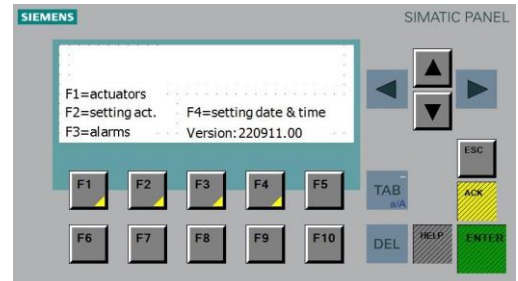 SIEMENS
SIMATIC PANEL
F1=actuators
F2=setting act. F4=setting date & time
F3=alarms Version:220911.00
ESC
F1 F2 F3 F4 F5
TAB
a/A
ACK
F6 F7 F8 F9 F10
DEL
HELP
ENTER